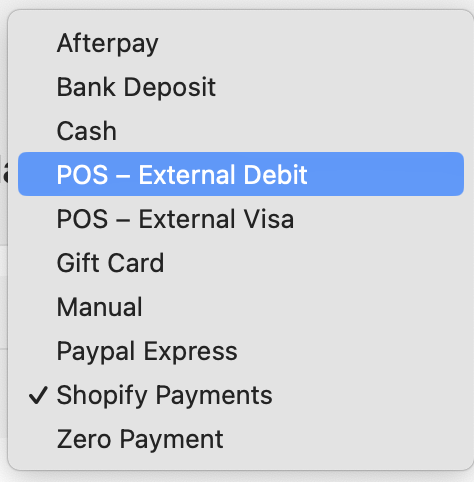 Afterpay
Bank Deposit
Cash
POS – External Debit
POS – External Visa
Gift Card
Manual
Paypal Express
✓ Shopify Payments
Zero Payment